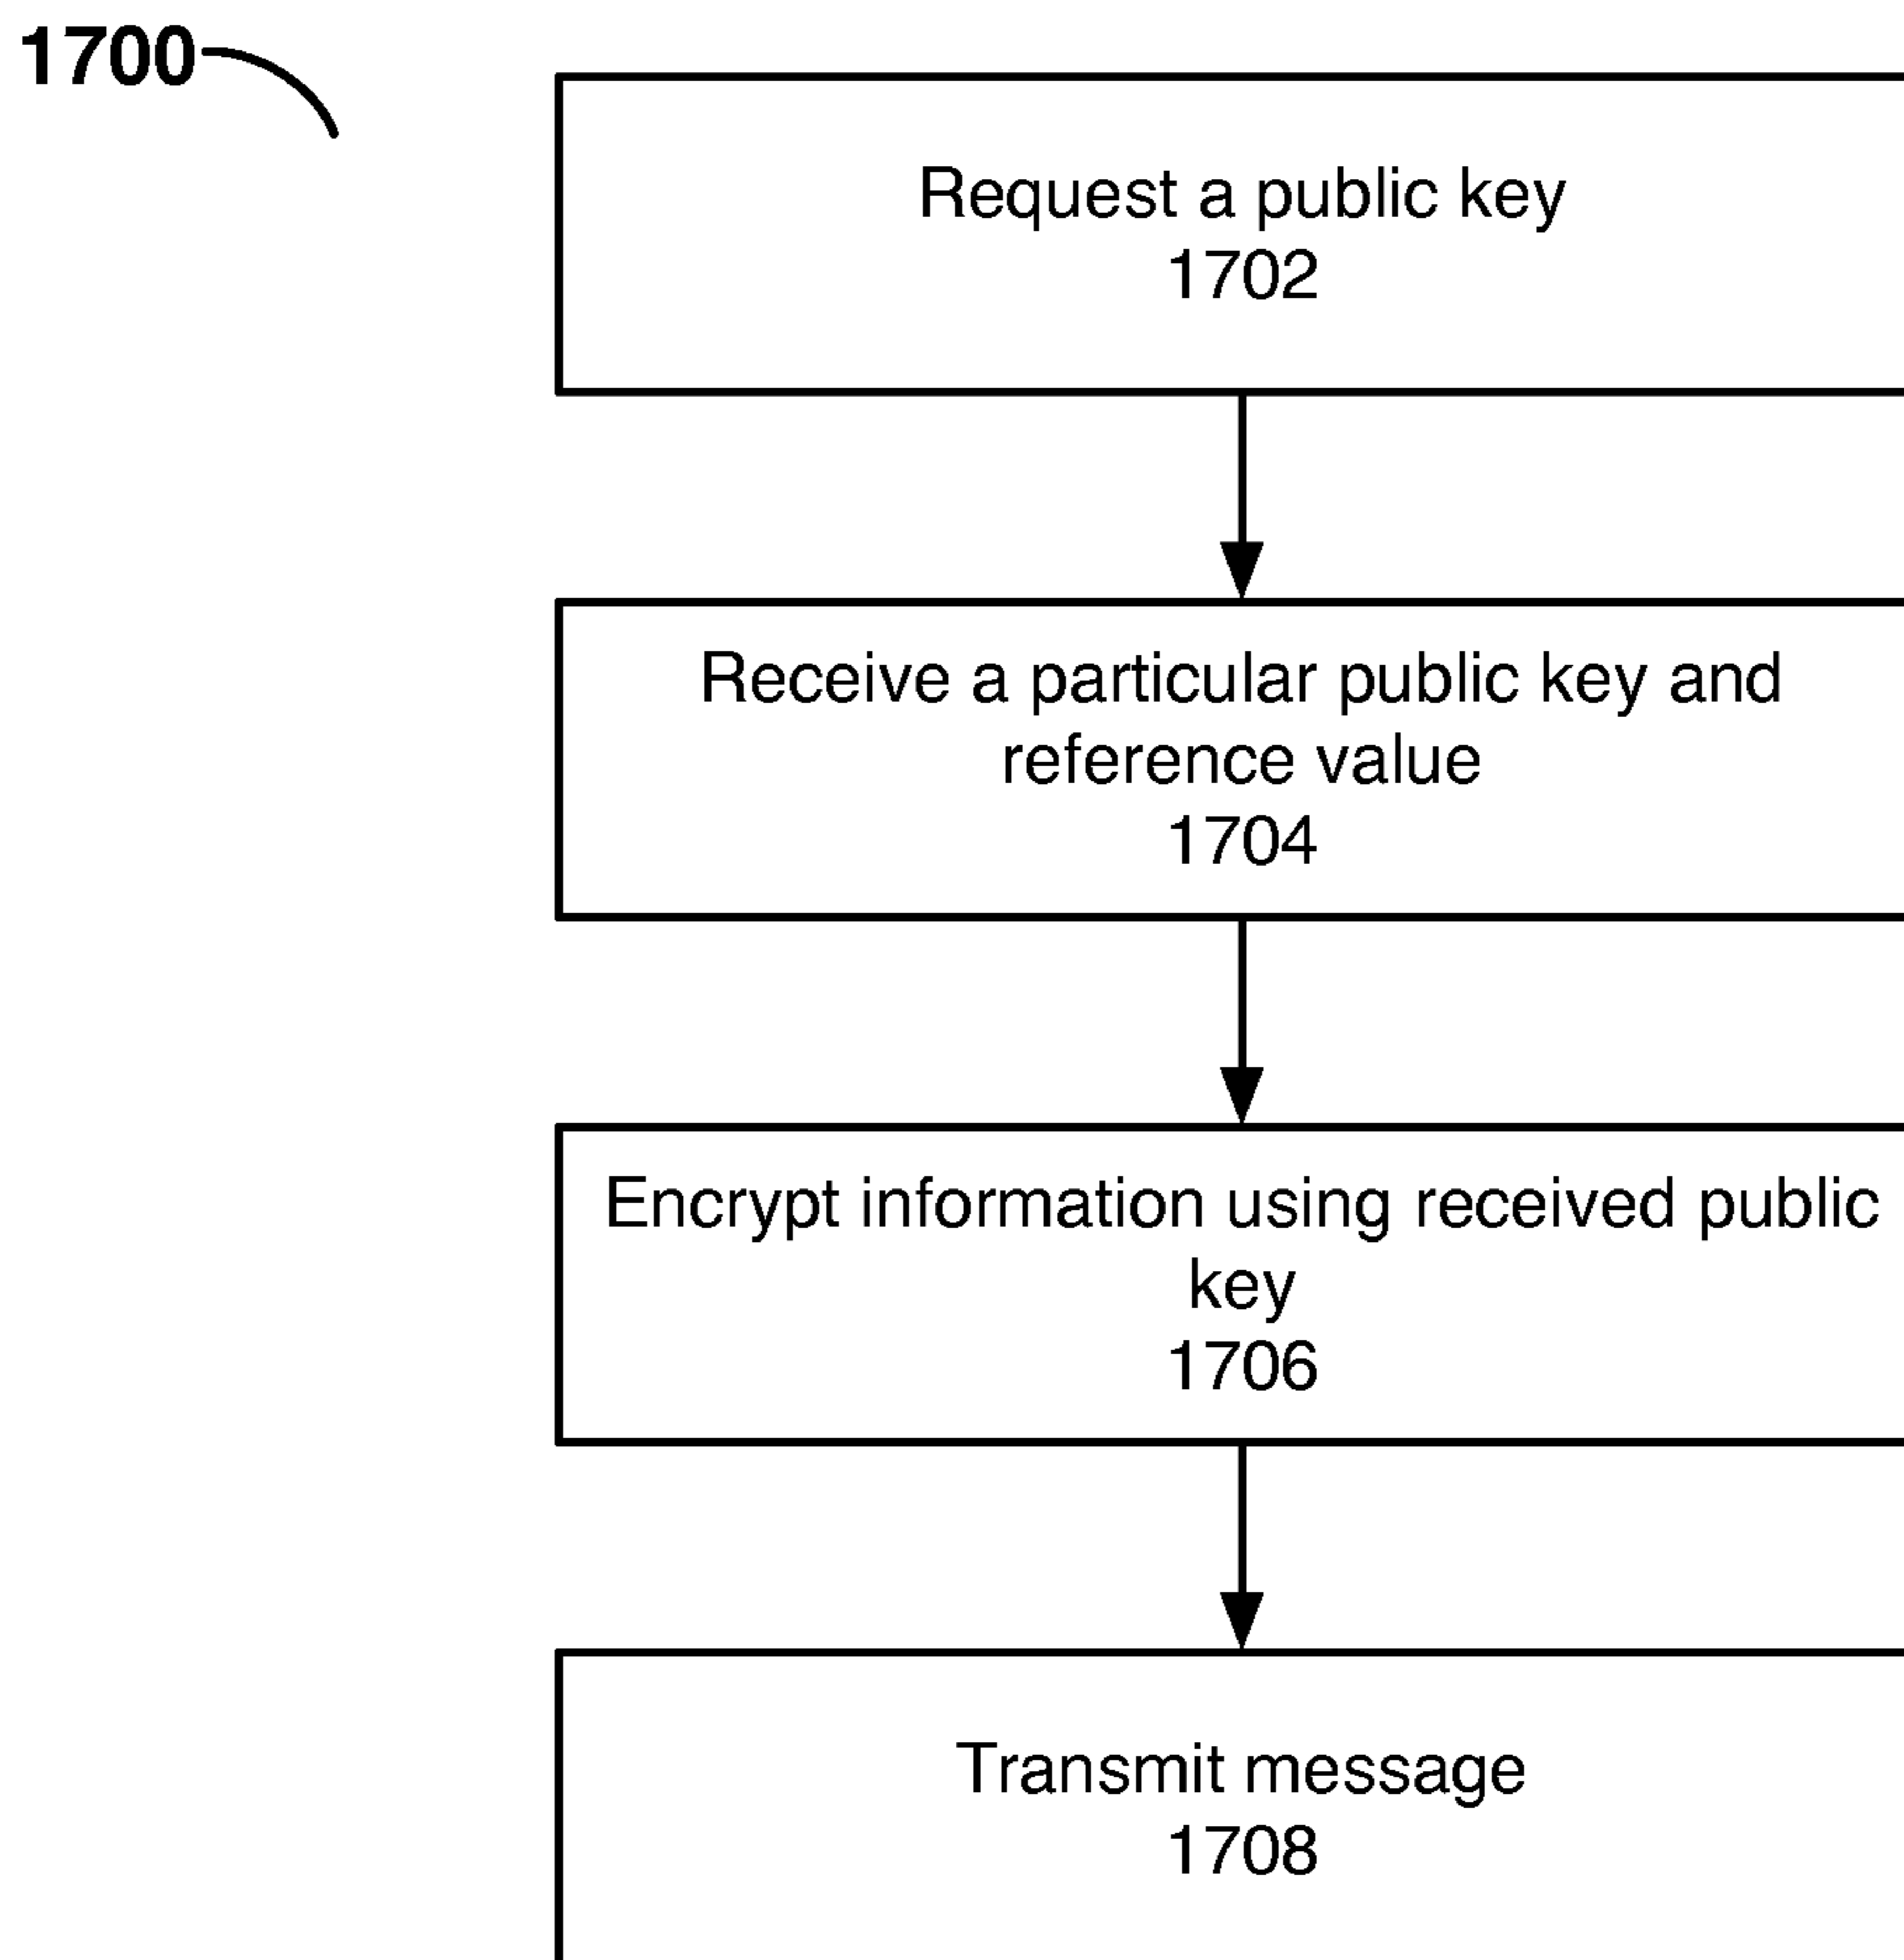 1700
Request a public key
1702
Receive a particular public key and
reference value
1704
Encrypt information using received public
key
1706
Transmit message
1708